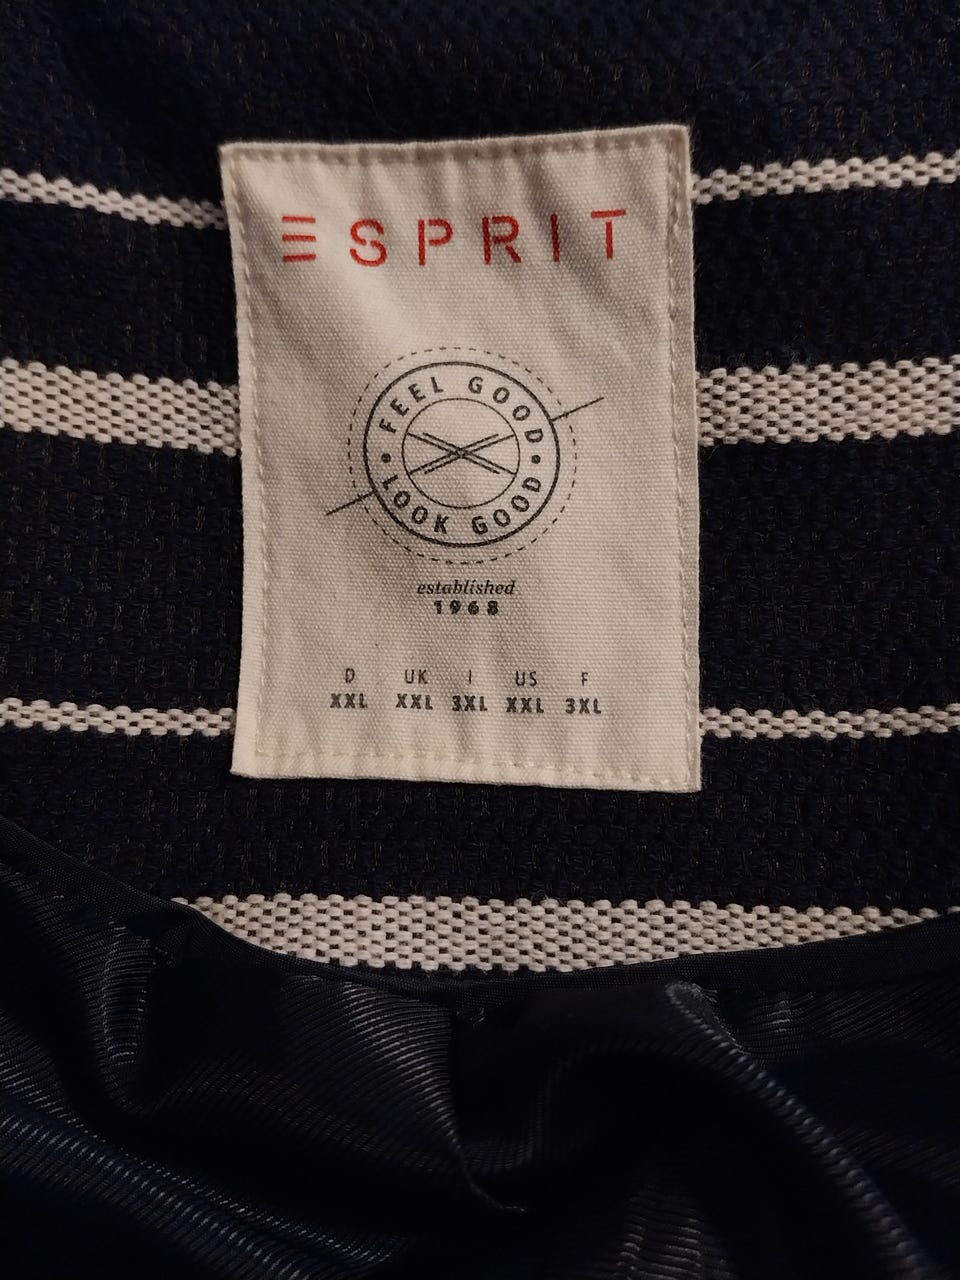 ESPRIT
FEEL GOOD
LOOK GOOD
established
1968
D UK I US F
XXL XXL 3XL XXL 3XL